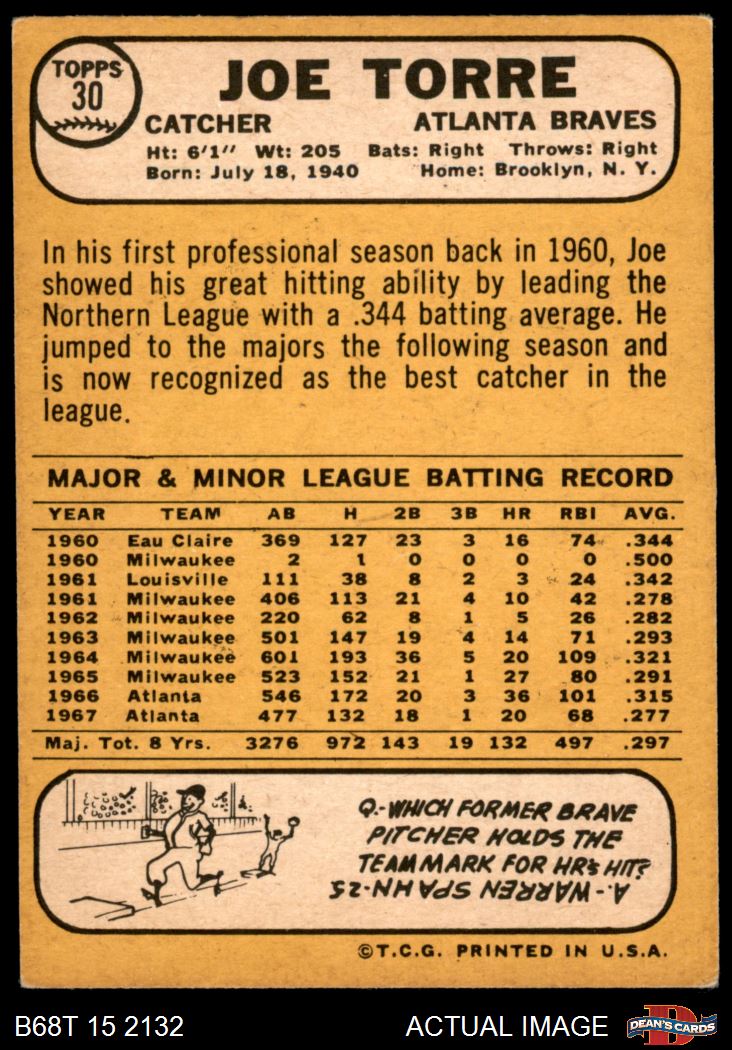 TOPPS
30
JOE TORRE
CATCHER ATLANTA BRAVES
Ht: 6'1" Wt: 205 Bats: Right Throws: Right
Born: July 18, 1940 Home: Brooklyn, N. Y.
In his first professional season back in 1960, Joe
showed his great hitting ability by leading the
Northern League with a .344 batting average. He
jumped to the majors the following season and
is now recognized as the best catcher in the
league.
MAJOR & MINOR LEAGUE BATTING RECORD
YEAR TEAM AB H 2B 3B HR RBI AVG.
1960 Eau Claire 369 127 23 3 16 74 .344
1960 Milwaukee 2 1 0 0 0 0 .500
1961 Louisville 111 38 8 2 3 24 .342
1961 Milwaukee 406 113 21 4 10 42 .278
1962 Milwaukee 220 62 8 1 5 26 .282
1963 Milwaukee 501 147 19 4 14 71 .293
1964 Milwaukee 601 193 36 5 20 109 .321
1965 Milwaukee 523 152 21 1 27 80 .291
1966 Atlanta 546 172 20 3 36 101 .315
1967 Atlanta 477 132 18 1 20 68 .277
Maj. Tot. 8 Yrs. 3276 972 143 19 132 497 .297
Q.-WHICH FORMER BRAVE
PITCHER HOLDS THE
TEAM MARK FOR HR's HIT?
A.-WARREN SPAHN-25
©T.C.G. PRINTED IN U.S.A.
B68T 15 2132 ACTUAL IMAGE D DEAN'S CARDS